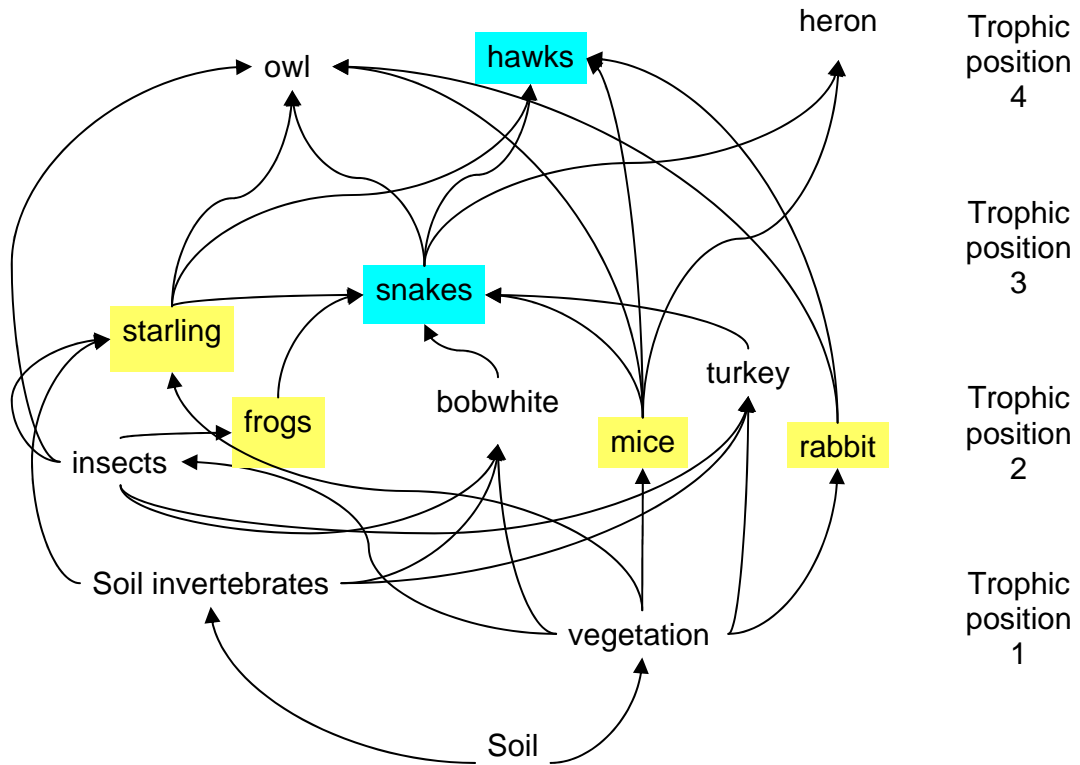 heron
Trophic
position
4
owl
hawks
Trophic
position
3
snakes
starling
turkey
bobwhite
frogs
mice
rabbit
Trophic
position
2
insects
Soil invertebrates
vegetation
Trophic
position
1
Soil